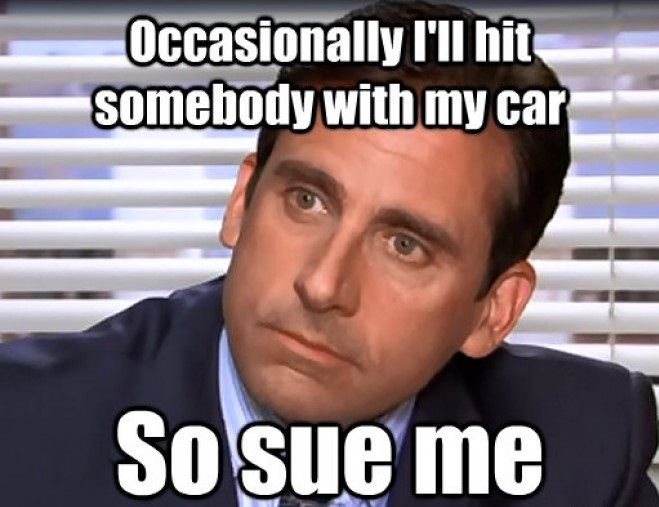 Occasionally I'll hit
somebody with my car
So sue me